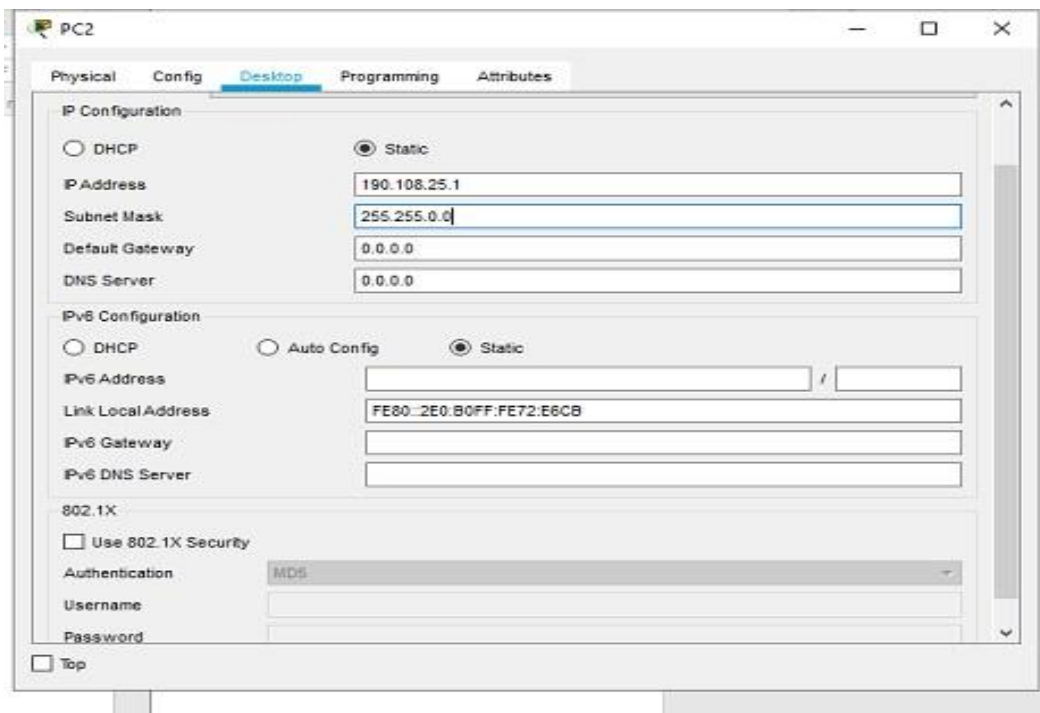 PC2
Physical Config Desktop Programming Attributes
IP Configuration
DHCP Static
IP Address 190.108.25.1
Subnet Mask 255.255.0.0
Default Gateway 0.0.0.0
DNS Server 0.0.0.0
IPv6 Configuration
DHCP Auto Config Static
IPv6 Address /
Link Local Address FE80::2E0:B0FF:FE72:E6CB
IPv6 Gateway
IPv6 DNS Server
802.1X
Use 802.1X Security
Authentication MD5
Username
Password
Top